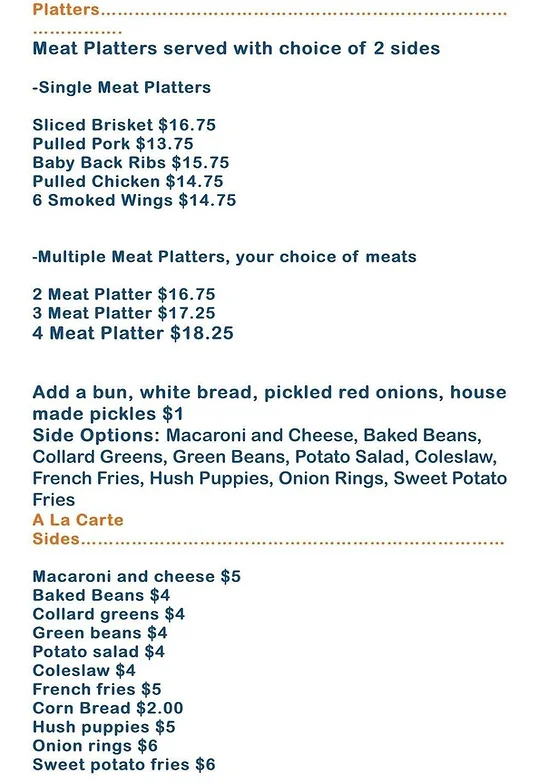 Platters……………………………………………………………
…………….
Meat Platters served with choice of 2 sides
-Single Meat Platters
Sliced Brisket $16.75
Pulled Pork $13.75
Baby Back Ribs $15.75
Pulled Chicken $14.75
6 Smoked Wings $14.75
-Multiple Meat Platters, your choice of meats
2 Meat Platter $16.75
3 Meat Platter $17.25
4 Meat Platter $18.25
Add a bun, white bread, pickled red onions, house
made pickles $1
Side Options: Macaroni and Cheese, Baked Beans,
Collard Greens, Green Beans, Potato Salad, Coleslaw,
French Fries, Hush Puppies, Onion Rings, Sweet Potato
Fries
A La Carte
Sides………………………………………………………………
Macaroni and cheese $5
Baked Beans $4
Collard greens $4
Green beans $4
Potato salad $4
Coleslaw $4
French fries $5
Corn Bread $2.00
Hush puppies $5
Onion rings $6
Sweet potato fries $6